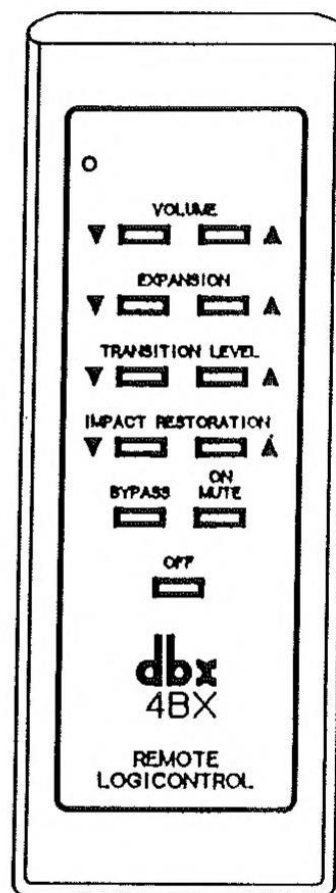 VOLUME
EXPANSION
TRANSITION LEVEL
IMPACT RESTORATION
ON
BYPASS MUTE
OFF
dbx
4BX
REMOTE
LOGICONTROL